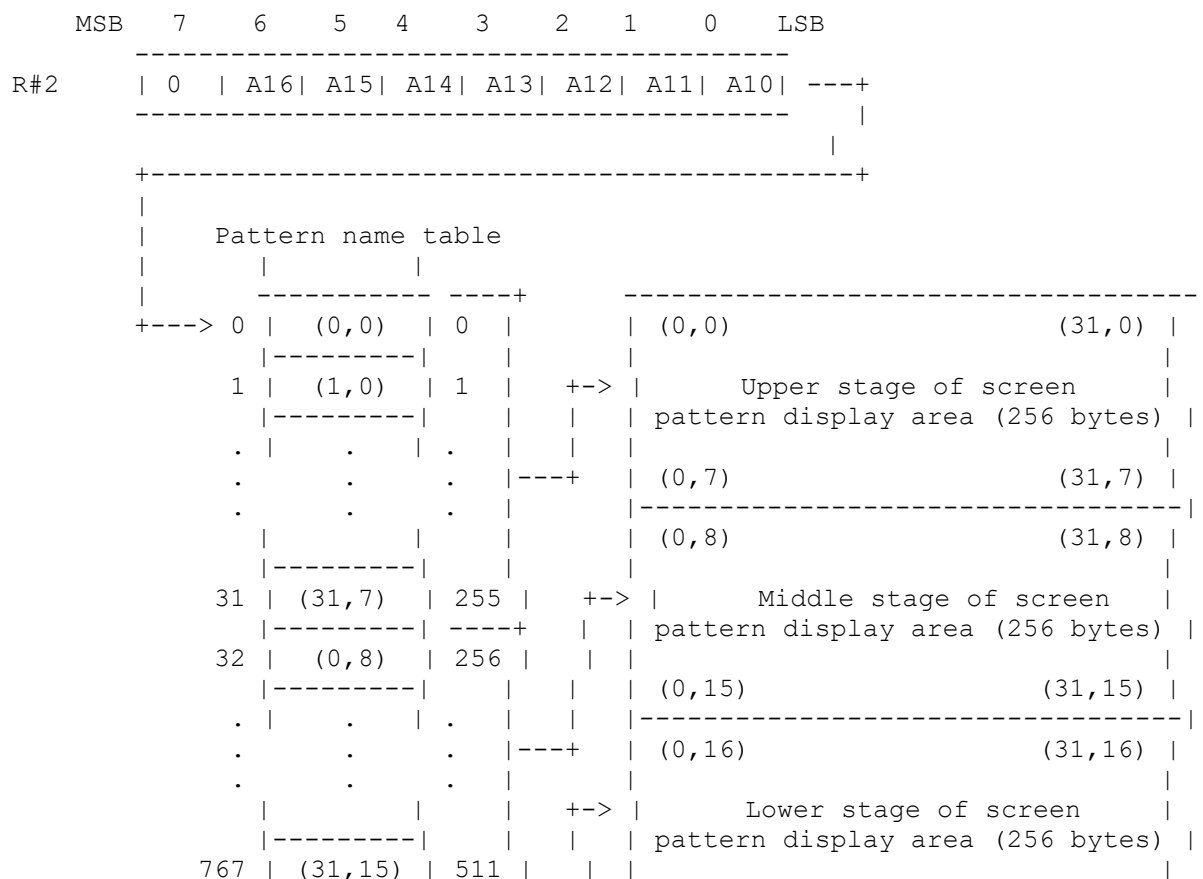 MSB 7 6 5 4 3 2 1 0 LSB
-----------------------------------------
R#2 | 0 | A16| A15| A14| A13| A12| A11| A10| ---+
----------------------------------------- |
|
+--------------------------------------------+
|
| Pattern name table
| | |
| ----------- ----+ ------------------------------------
+---> 0 | (0,0) | 0 | | (0,0) (31,0) |
|---------| | | |
1 | (1,0) | 1 | +-> | Upper stage of screen |
|---------| | | | pattern display area (256 bytes) |
. | . | . | | | |
. . . |---+ | (0,7) (31,7) |
. . . | |----------------------------------|
| | | | (0,8) (31,8) |
|---------| | | |
31 | (31,7) | 255 | +-> | Middle stage of screen |
|---------| ----+ | | pattern display area (256 bytes) |
32 | (0,8) | 256 | | | |
|---------| | | | (0,15) (31,15) |
. | . | . | | |----------------------------------|
. . . |---+ | (0,16) (31,16) |
. . . | | |
| | | +-> | Lower stage of screen |
|---------| | | | pattern display area (256 bytes) |
767 | (31,15) | 511 | | | |